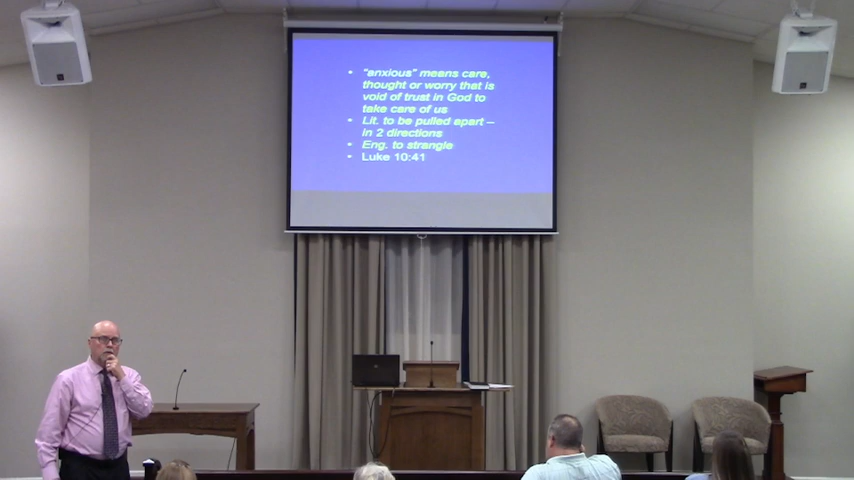 • "anxious" means care,
thought or worry that is
void of trust in God to
take care of us
• Lit. to be pulled apart –
in 2 directions
• Eng. to strangle
• Luke 10:41